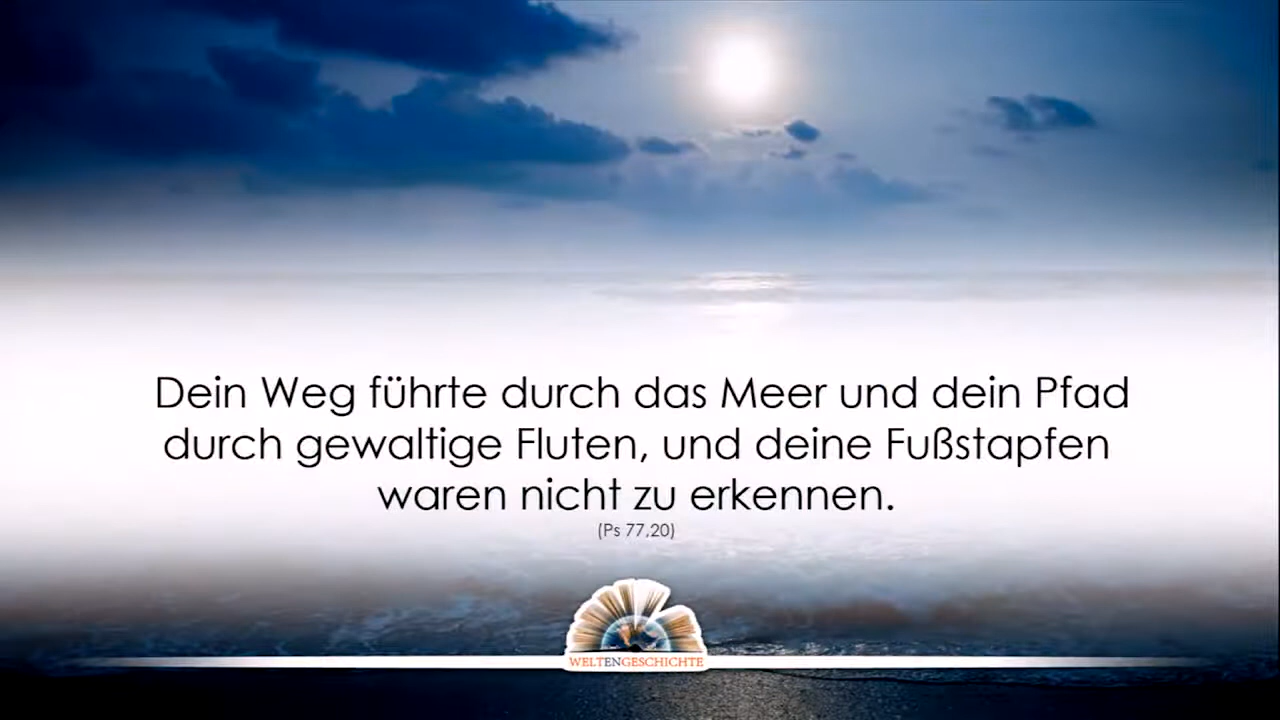 Dein Weg führte durch das Meer und dein Pfad
durch gewaltige Fluten, und deine Fußstapfen
waren nicht zu erkennen.
(Ps 77,20)
WELTENGESCHICHTE